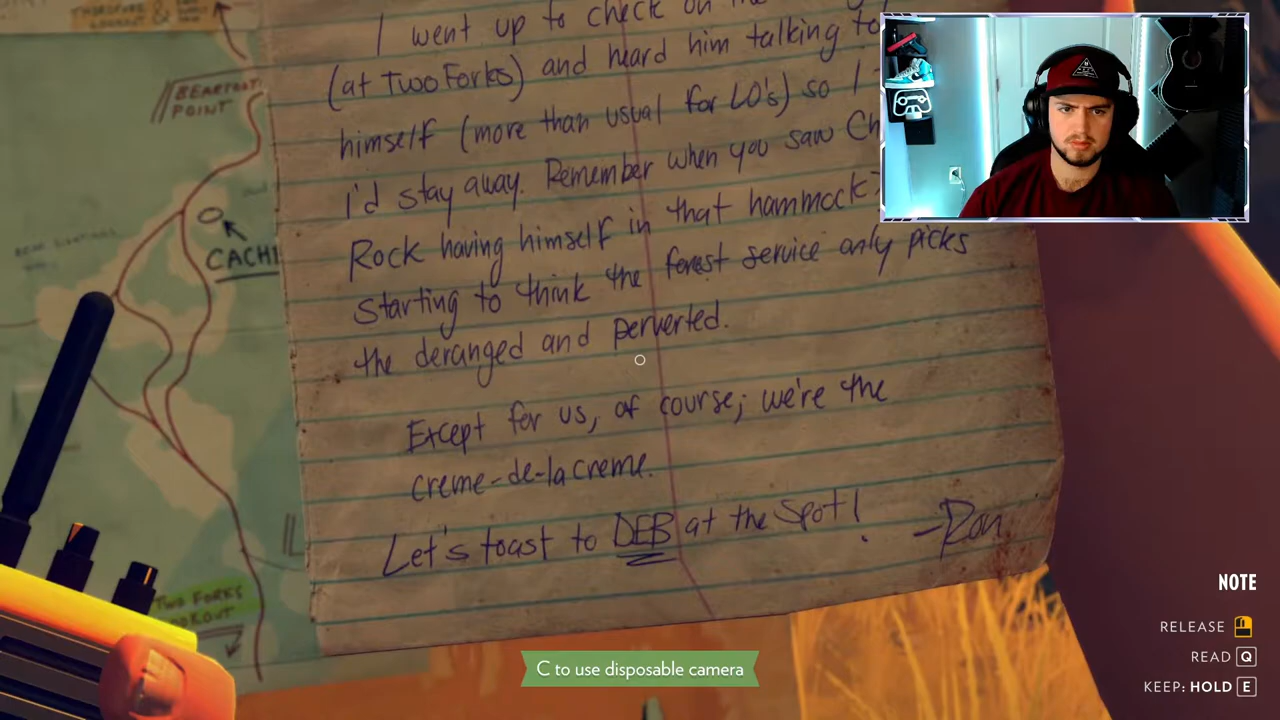 I went up to check on
(at Two Forks) and heard him talking to
himself (more than usual for LO's) so I
i'd stay away. Remember when you saw Ch
Rock having himself in that hammock?
starting to think the forest service only picks
the deranged and perverted.
Except for us, of course; we're the
creme-de-la creme.
Let's toast to DEB at the spot!
-Ron
BEARTOOTH
POINT
CACHE
TWO FORKS
LOOKOUT
C to use disposable camera
NOTE
RELEASE
READ Q
KEEP: HOLD E